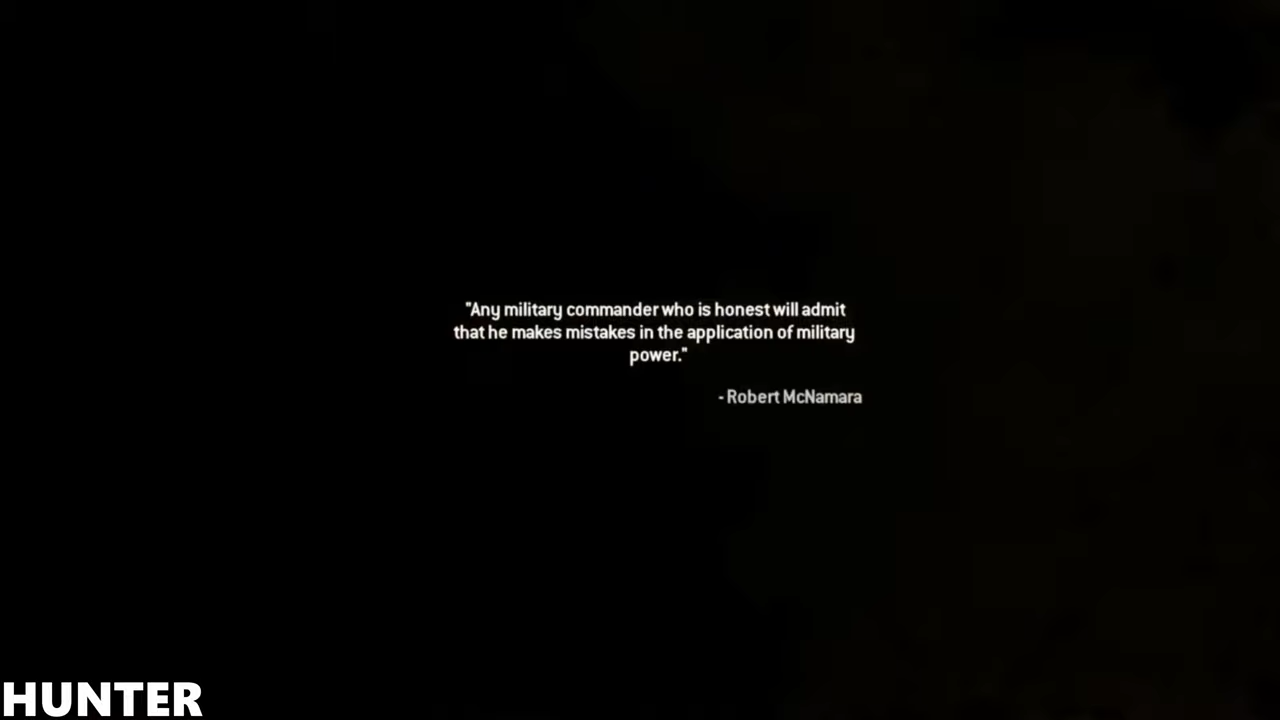 "Any military commander who is honest will admit
that he makes mistakes in the application of military
power."
- Robert McNamara
HUNTER